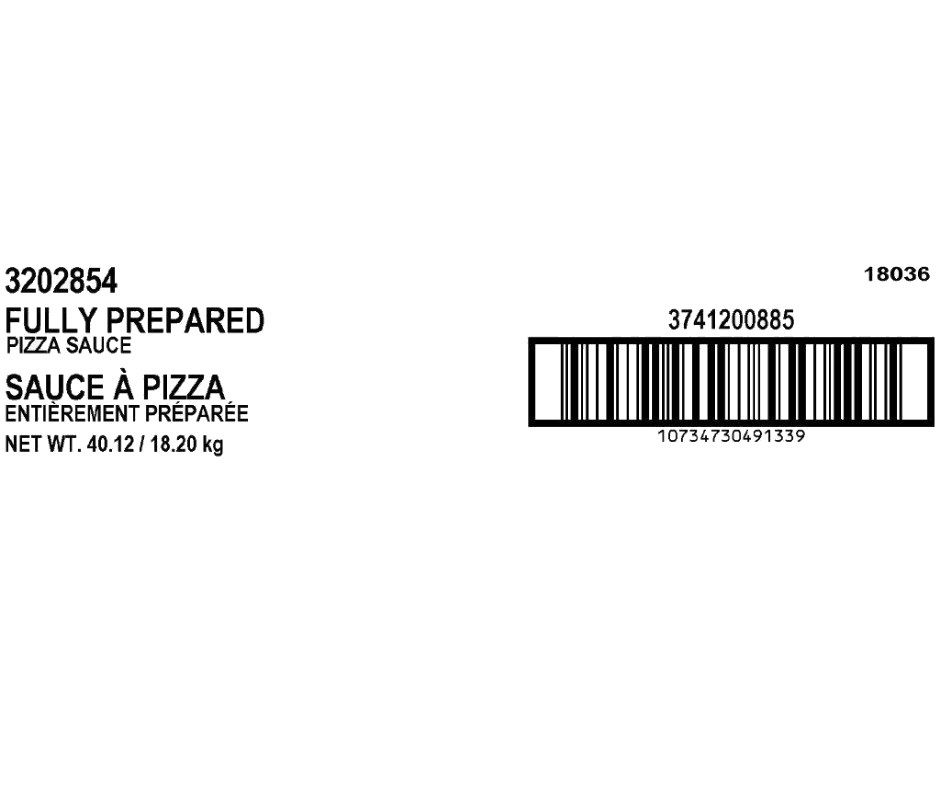 3202854
FULLY PREPARED
PIZZA SAUCE
SAUCE À PIZZA
ENTIÈREMENT PRÉPARÉE
NET WT. 40.12 / 18.20 kg
18036
3741200885
10734730491339